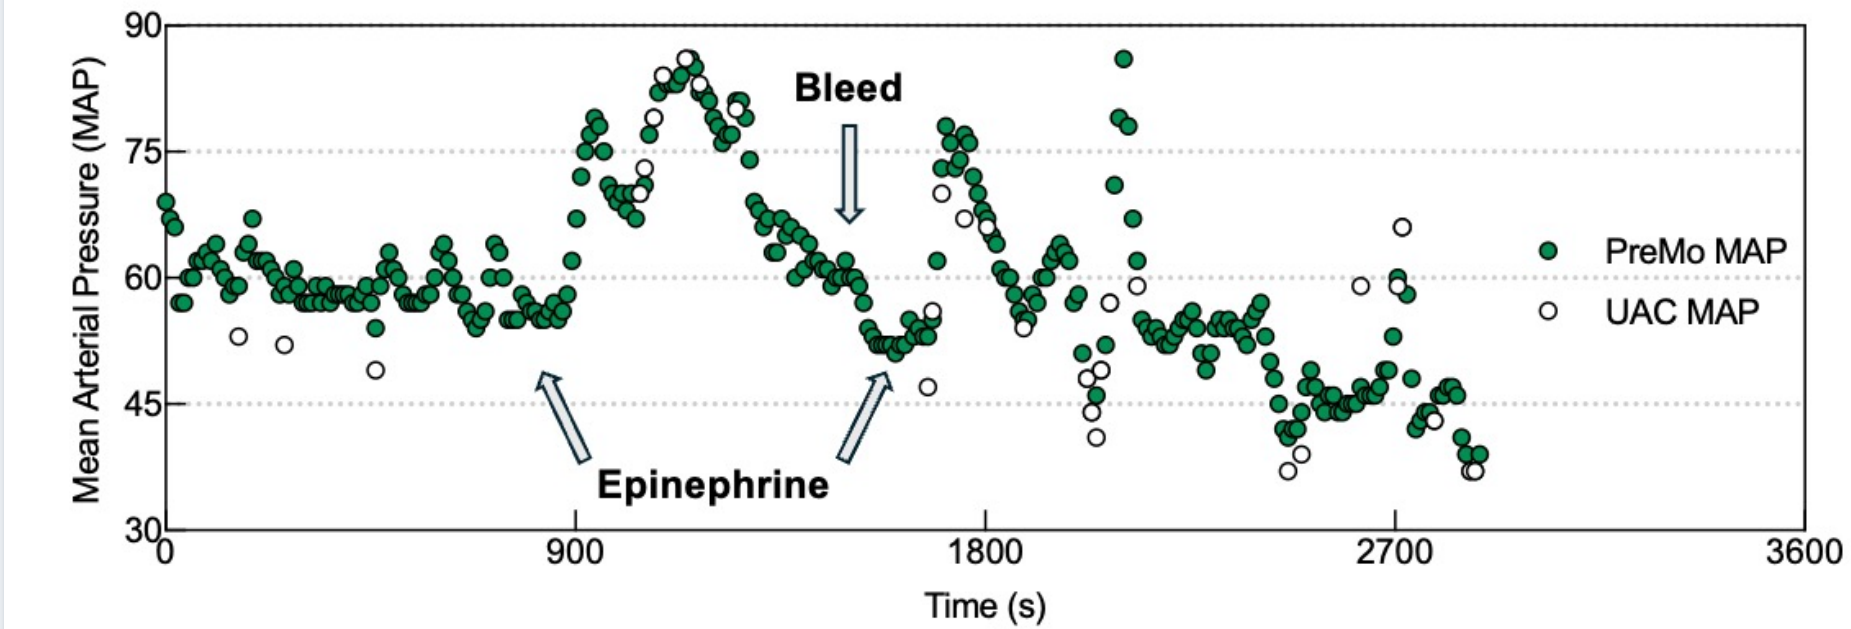 90
Bleed
75
Mean Arterial Pressure (MAP)
60
PreMo MAP
UAC MAP
45
Epinephrine
30
0 900 1800 2700 3600
Time (s)